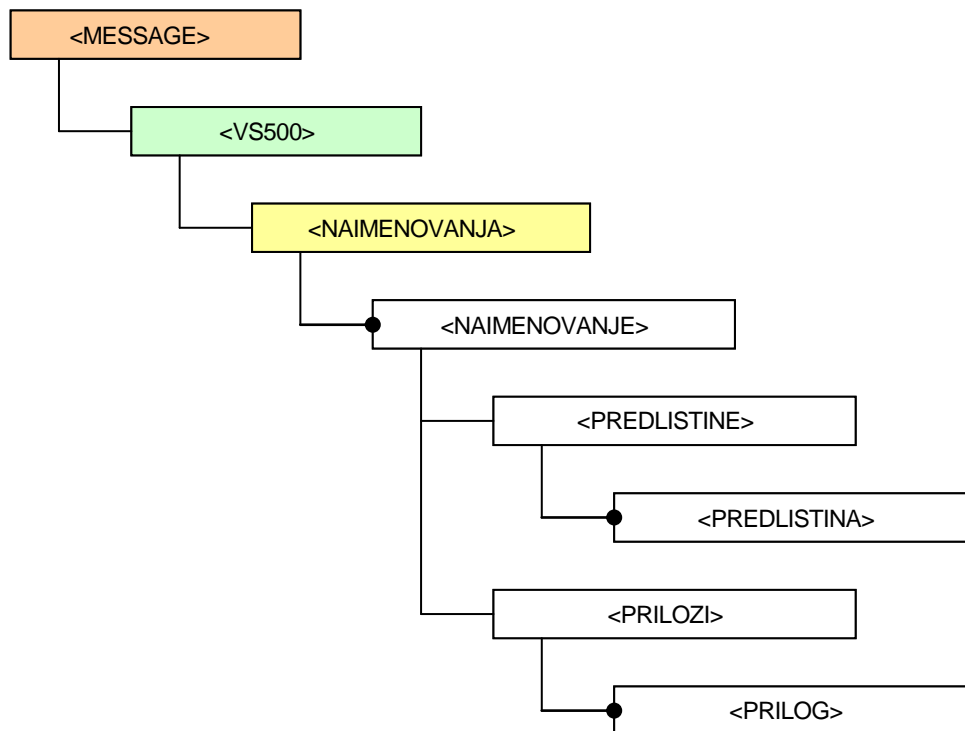 <MESSAGE>
<VS500>
<NAIMENOVANJA>
<NAIMENOVANJE>
<PREDLISTINE>
<PREDLISTINA>
<PRILOZI>
<PRILOG>